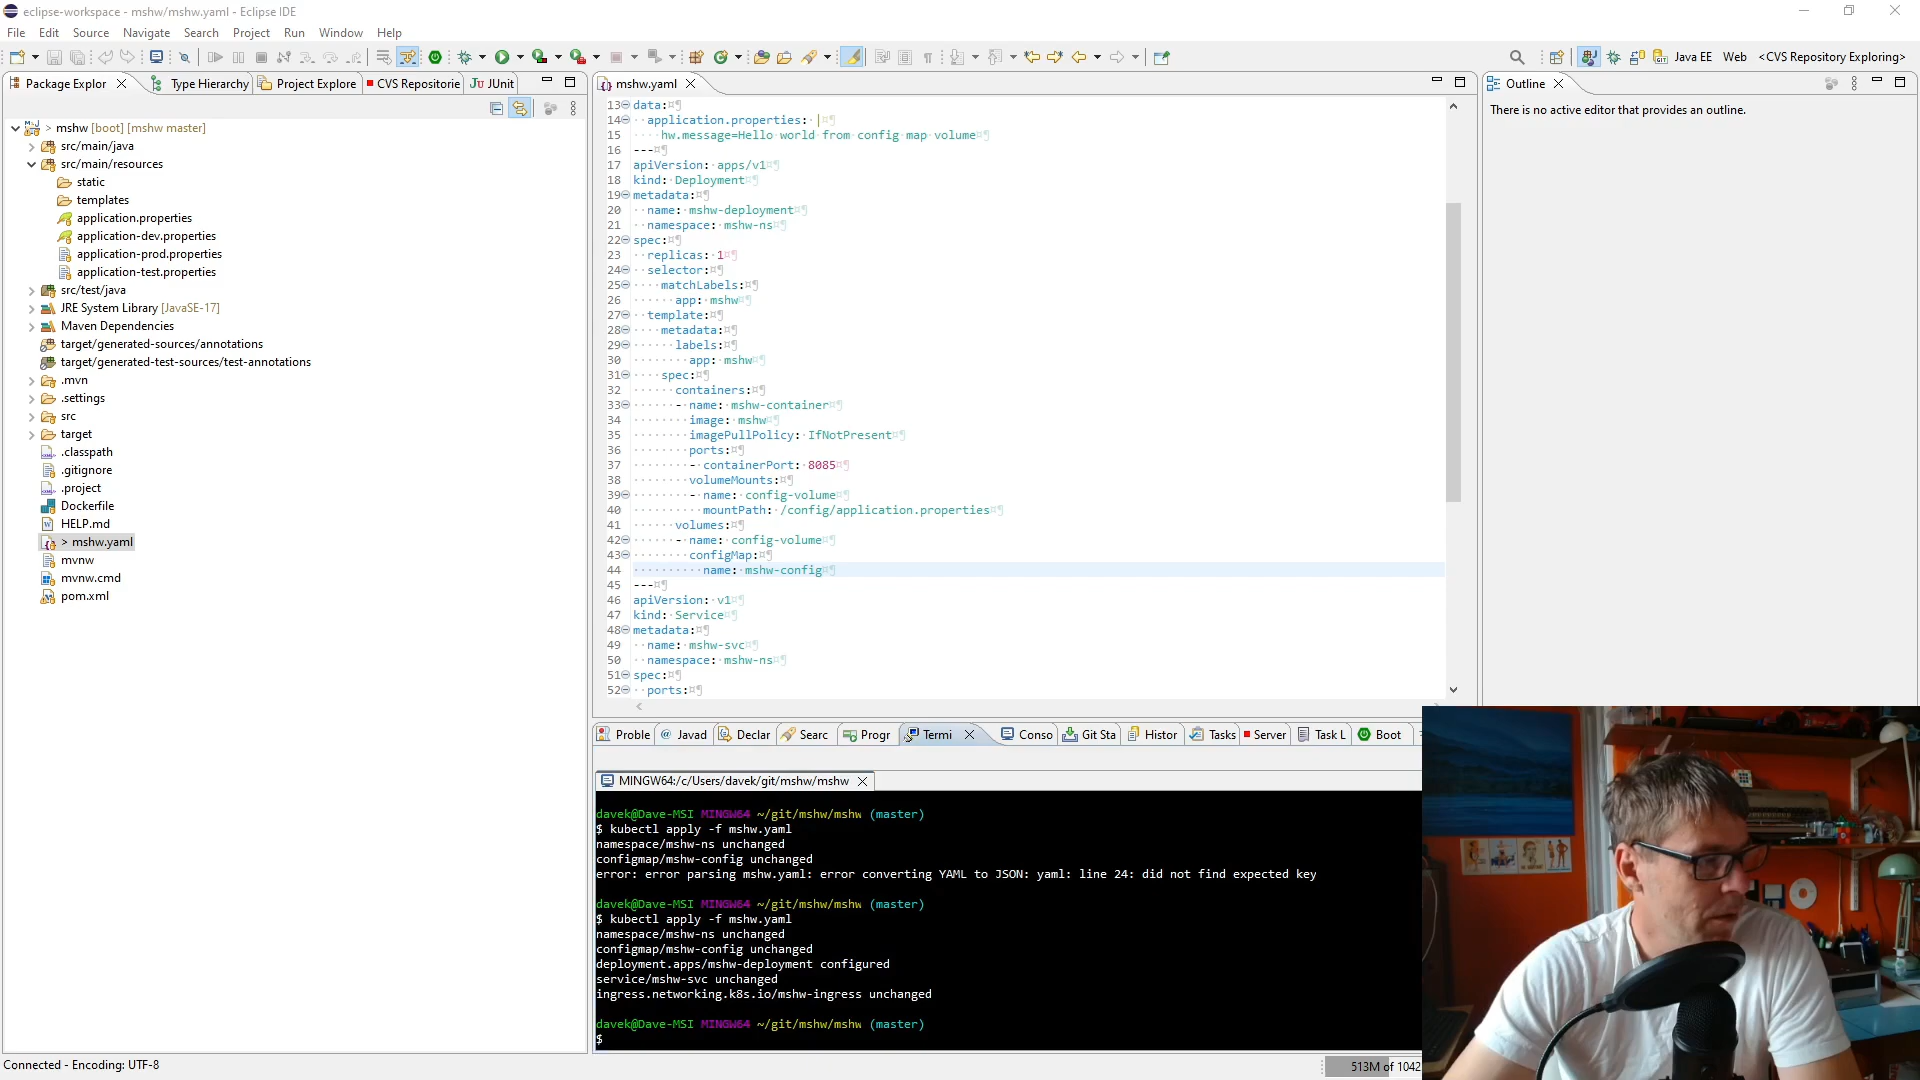 eclipse-workspace - mshw/mshw.yaml - Eclipse IDE
File Edit Source Navigate Search Project Run Window Help
Java EE Web <CVS Repository Exploring>
Package Explor Type Hierarchy Project Explore CVS Repositorie JUnit
mshw.yaml
Outline
There is no active editor that provides an outline.
> mshw [boot] [mshw master]
src/main/java
src/main/resources
static
templates
application.properties
application-dev.properties
application-prod.properties
application-test.properties
src/test/java
JRE System Library [JavaSE-17]
Maven Dependencies
target/generated-sources/annotations
target/generated-test-sources/test-annotations
.mvn
.settings
src
target
.classpath
.gitignore
.project
Dockerfile
HELP.md
> mshw.yaml
mvnw
mvnw.cmd
pom.xml
13 data:¤¶
14 ··application.properties:·|¤¶
15 ····hw.message=Hello·world·from·config·map·volume¤¶
16 ---¤¶
17 apiVersion:·apps/v1¤¶
18 kind:·Deployment¤¶
19 metadata:¤¶
20 ··name:·mshw-deployment¤¶
21 ··namespace:·mshw-ns¤¶
22 spec:¤¶
23 ··replicas:·1¤¶
24 ··selector:¤¶
25 ····matchLabels:¤¶
26 ······app:·mshw¤¶
27 ··template:¤¶
28 ····metadata:¤¶
29 ······labels:¤¶
30 ········app:·mshw¤¶
31 ····spec:¤¶
32 ······containers:¤¶
33 ······-·name:·mshw-container¤¶
34 ········image:·mshw¤¶
35 ········imagePullPolicy:·IfNotPresent¤¶
36 ········ports:¤¶
37 ········-·containerPort:·8085¤¶
38 ········volumeMounts:¤¶
39 ········-·name:·config-volume¤¶
40 ··········mountPath:·/config/application.properties¤¶
41 ······volumes:¤¶
42 ······-·name:·config-volume¤¶
43 ········configMap:¤¶
44 ··········name:·mshw-config¤¶
45 ---¤¶
46 apiVersion:·v1¤¶
47 kind:·Service¤¶
48 metadata:¤¶
49 ··name:·mshw-svc¤¶
50 ··namespace:·mshw-ns¤¶
51 spec:¤¶
52 ··ports:¤¶
Proble Javad Declar Searc Progr Termi Conso Git Sta Histor Tasks Server Task L Boot
MINGW64:/c/Users/davek/git/mshw/mshw
davek@Dave-MSI MINGW64 ~/git/mshw/mshw (master)
$ kubectl apply -f mshw.yaml
namespace/mshw-ns unchanged
configmap/mshw-config unchanged
error: error parsing mshw.yaml: error converting YAML to JSON: yaml: line 24: did not find expected key
davek@Dave-MSI MINGW64 ~/git/mshw/mshw (master)
$ kubectl apply -f mshw.yaml
namespace/mshw-ns unchanged
configmap/mshw-config unchanged
deployment.apps/mshw-deployment configured
service/mshw-svc unchanged
ingress.networking.k8s.io/mshw-ingress unchanged
davek@Dave-MSI MINGW64 ~/git/mshw/mshw (master)
$
Connected - Encoding: UTF-8
513M of 1042